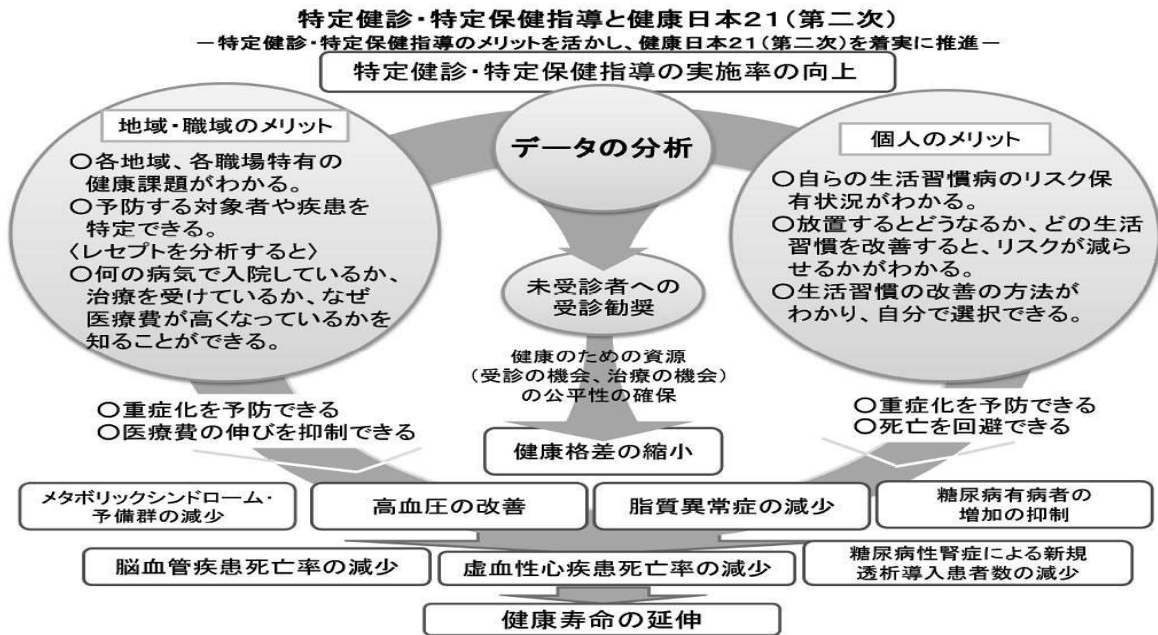 特定健診・特定保健指導と健康日本21(第二次)
－特定健診・特定保健指導のメリットを活かし、健康日本21(第二次)を着実に推進－
特定健診・特定保健指導の実施率の向上
地域・職域のメリット
○各地域、各職場特有の
健康課題がわかる。
○予防する対象者や疾患を
特定できる。
〈レセプトを分析すると〉
○何の病気で入院しているか、
治療を受けているか、なぜ
医療費が高くなっているかを
知ることができる。
データの分析
個人のメリット
○自らの生活習慣病のリスク保
有状況がわかる。
○放置するとどうなるか、どの生活
習慣を改善すると、リスクが減ら
せるかがわかる。
○生活習慣の改善の方法が
わかり、自分で選択できる。
未受診者への
受診勧奨
健康のための資源
(受診の機会、治療の機会)
の公平性の確保
○重症化を予防できる
○医療費の伸びを抑制できる
○重症化を予防できる
○死亡を回避できる
健康格差の縮小
メタボリックシンドローム・
予備群の減少
高血圧の改善
脂質異常症の減少
糖尿病有病者の
増加の抑制
脳血管疾患死亡率の減少
虚血性心疾患死亡率の減少
糖尿病性腎症による新規
透析導入患者数の減少
健康寿命の延伸